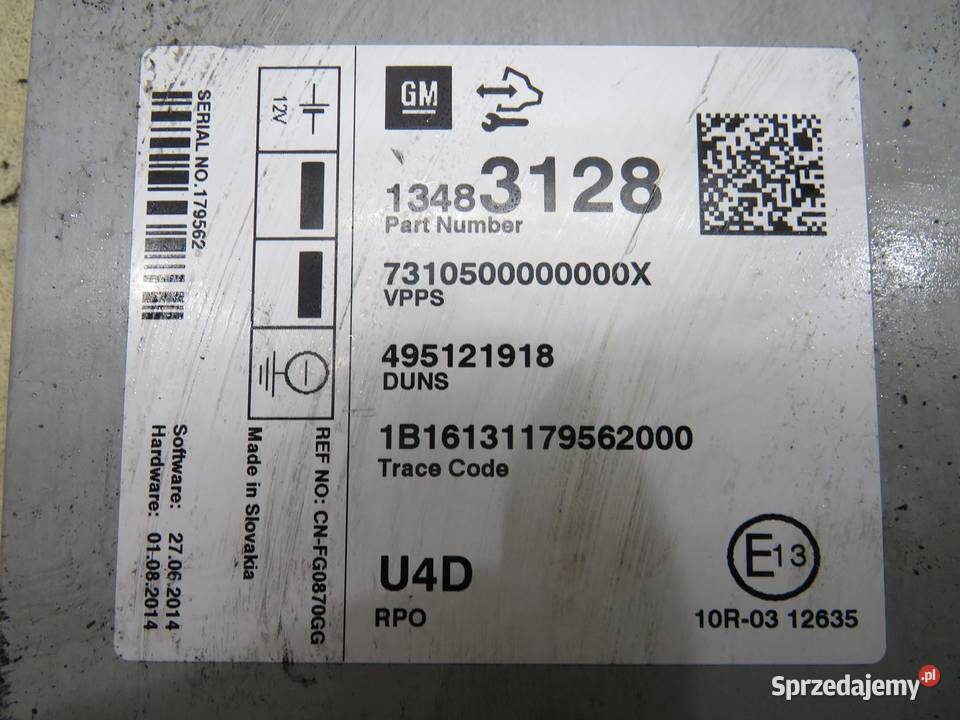 GM
13483128
Part Number
7310500000000X
VPPS
495121918
DUNS
1B16131179562000
Trace Code
U4D
RPO
E13
10R-03 12635
12V
SERIAL NO.179562
REF NO: CN-FG0870GG
Made in Slovakia
Software: 27.06.2014
Hardware: 01.08.2014
Sprzedajemy.pl